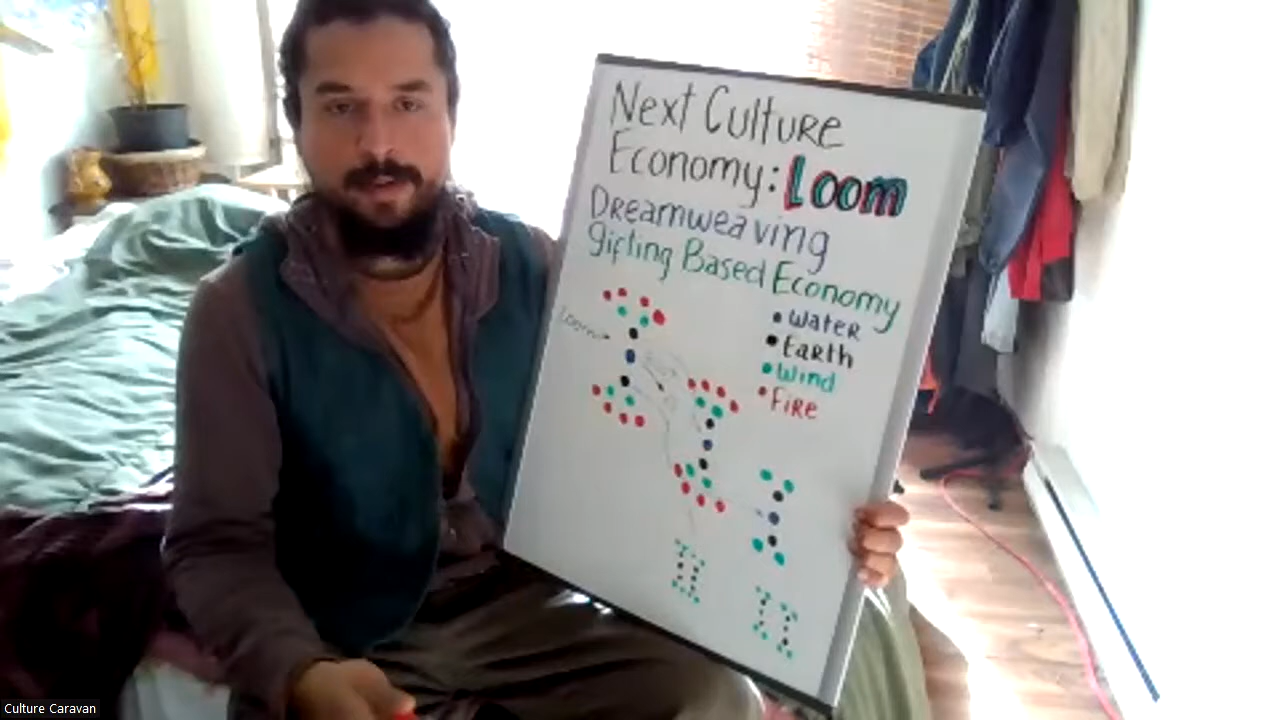 Next Culture
Economy: Loom
Dreamweaving
Gifting Based Economy
Water
Earth
Wind
Fire
Loom
Culture Caravan